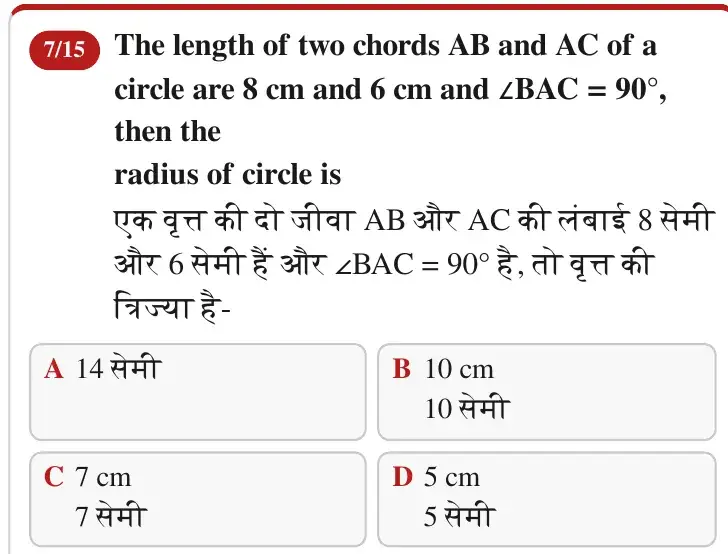 7/15 The length of two chords AB and AC of a
circle are 8 cm and 6 cm and ∠BAC = 90°,
then the
radius of circle is
एक वृत्त की दो जीवा AB और AC की लंबाई 8 सेमी
और 6 सेमी हैं और ∠BAC = 90° है, तो वृत्त की
त्रिज्या है-
A 14 सेमी
B 10 cm
10 सेमी
C 7 cm
7 सेमी
D 5 cm
5 सेमी